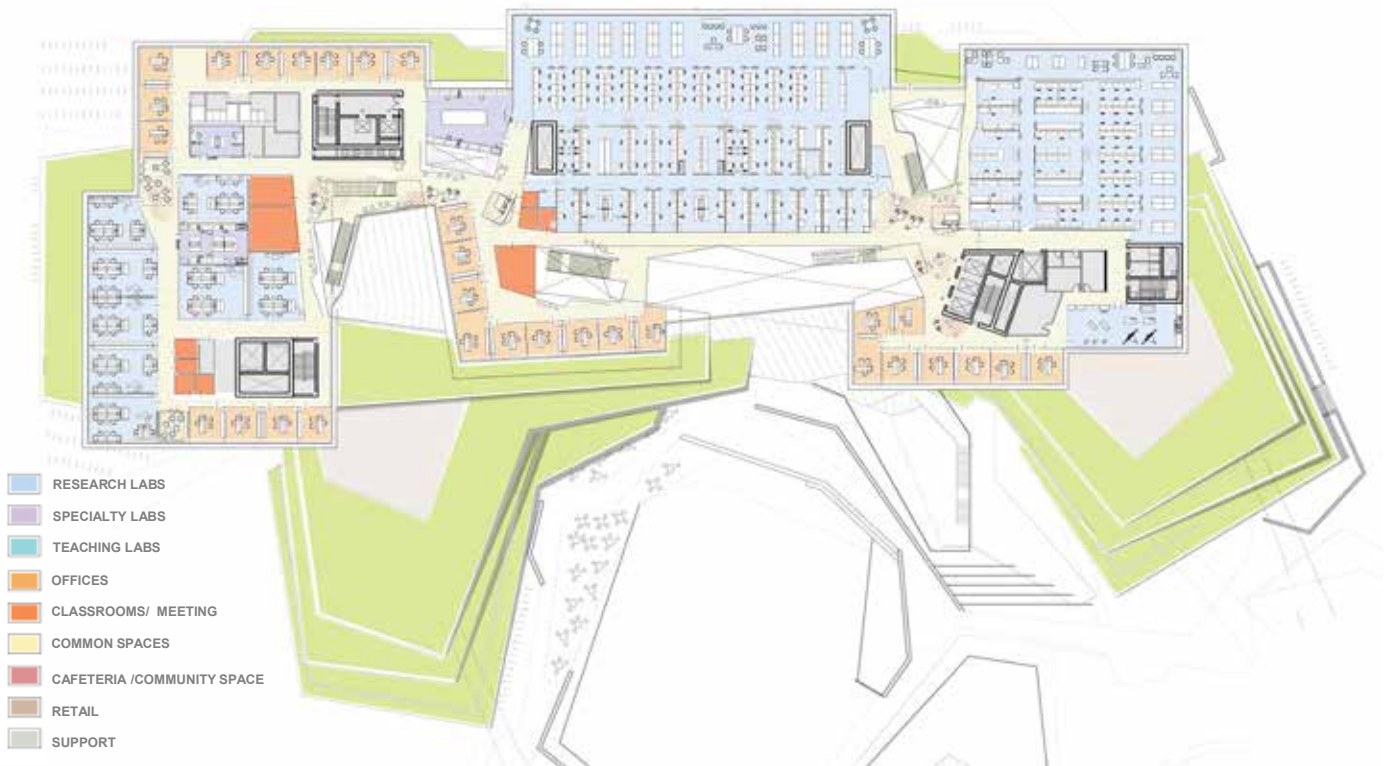 RESEARCH LABS
SPECIALTY LABS
TEACHING LABS
OFFICES
CLASSROOMS/ MEETING
COMMON SPACES
CAFETERIA /COMMUNITY SPACE
RETAIL
SUPPORT